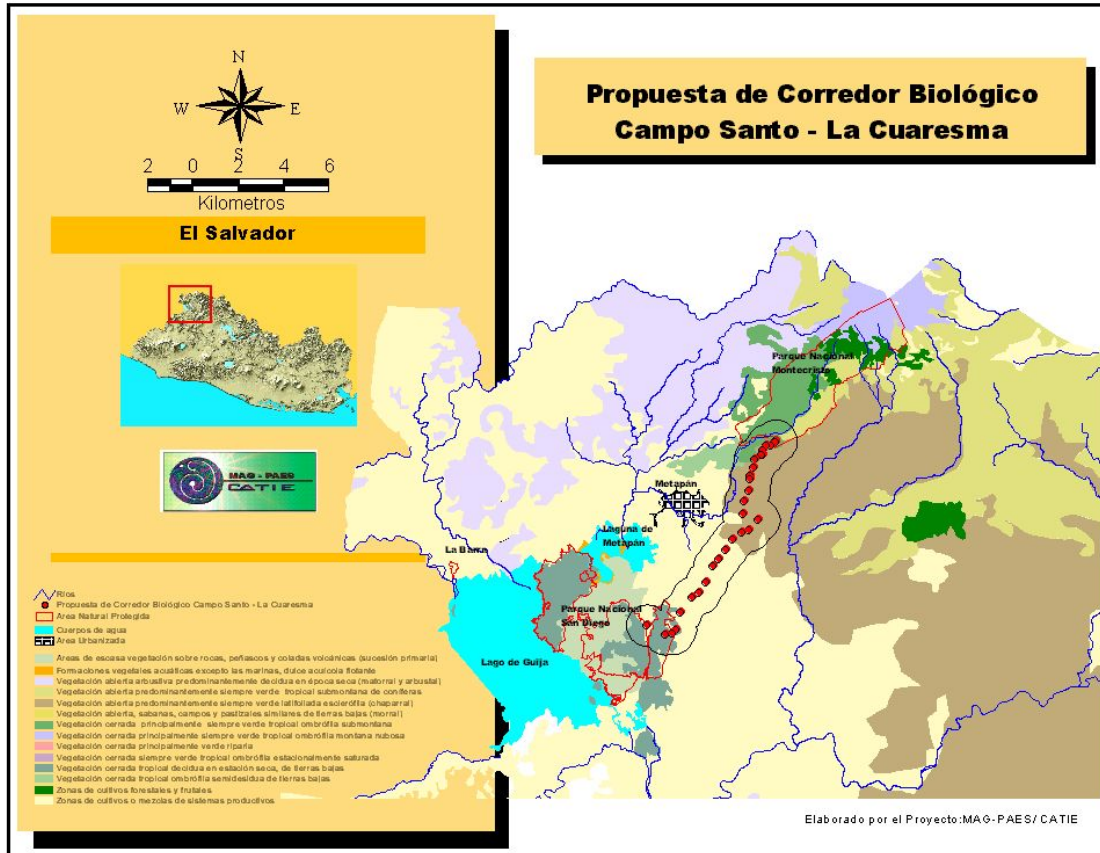 Propuesta de Corredor Biológico
Campo Santo - La Cuaresma
N
W
E
S
2 0 2 4 6
Kilometros
El Salvador
MAG - PAES
CATIE
Parque Nacional
Montecristo
Metapán
Laguna de
Metapán
La Barra
Parque Nacional
San Diego
Lago de Guija
Rios
Propuesta de Corredor Biológico Campo Santo - La Cuaresma
Area Natural Protegida
Cuerpos de agua
Area Urbanizada
Areas de escasa vegetación sobre rocas, peñascos y coladas volcánicas (sucesión primaria)
Formaciones vegetales acuáticas excepto las marinas, dulce acuícola flotante
Vegetación abierta arbustiva predominantemente decidua en época seca (matorral y arbustal)
Vegetación abierta predominantemente siempre verde tropical submontana de coníferas
Vegetación abierta predominantemente siempre verde latifoliada esclerófila (chaparral)
Vegetación abierta, sabanas, campos y pastizales similares de tierras bajas (morral)
Vegetación cerrada principalmente siempre verde tropical ombrófila submontana
Vegetación cerrada principalmente siempre verde tropical ombrófila montana nubosa
Vegetación cerrada principalmente verde riparia
Vegetación cerrada siempre verde tropical ombrófila estacionalmente saturada
Vegetación cerrada tropical decidua en estación seca, de tierras bajas
Vegetación cerrada tropical ombrófila semidesidua de tierras bajas
Zonas de cultivos forestales y frutales
Zonas de cultivos o mezclas de sistemas productivos
Elaborado por el Proyecto:MAG-PAES/ CATIE